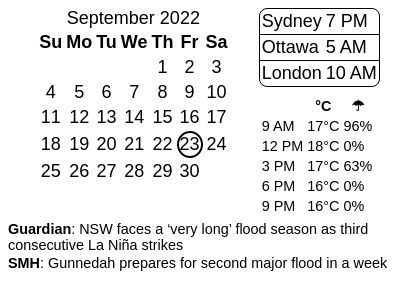 September 2022
Su Mo Tu We Th Fr Sa
1 2 3
4 5 6 7 8 9 10
11 12 13 14 15 16 17
18 19 20 21 22 23 24
25 26 27 28 29 30
Sydney 7 PM
Ottawa 5 AM
London 10 AM
°C ☂
9 AM 17°C 96%
12 PM 18°C 0%
3 PM 17°C 63%
6 PM 16°C 0%
9 PM 16°C 0%
Guardian: NSW faces a ‘very long’ flood season as third
consecutive La Niña strikes
SMH: Gunnedah prepares for second major flood in a week